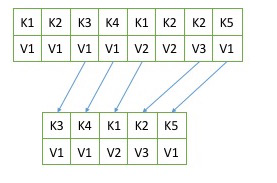 K1 K2 K3 K4 K1 K2 K2 K5
V1 V1 V1 V1 V2 V2 V3 V1
K3 K4 K1 K2 K5
V1 V1 V2 V3 V1